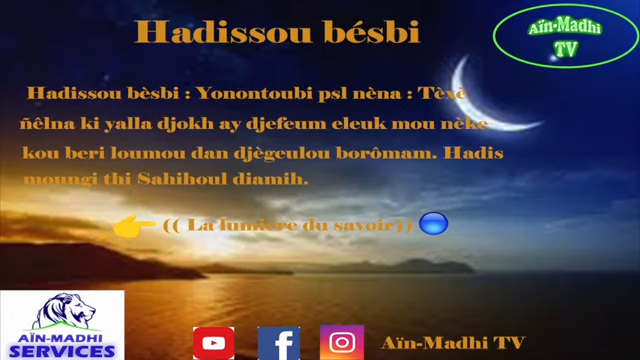 Hadissou bésbi
Aïn-Madhi
TV
Hadissou bèsbi : Yonontoubi psl nèna : Tèxè
ñêlna ki yalla djokh ay djefeum eleuk mou nèke
kou beri loumou dan djègeulou borômam. Hadis
moungi thi Sahihoul diamih.
(( La lumiere du savoir))
AÏN-MADHI
SERVICES
Aïn-Madhi TV